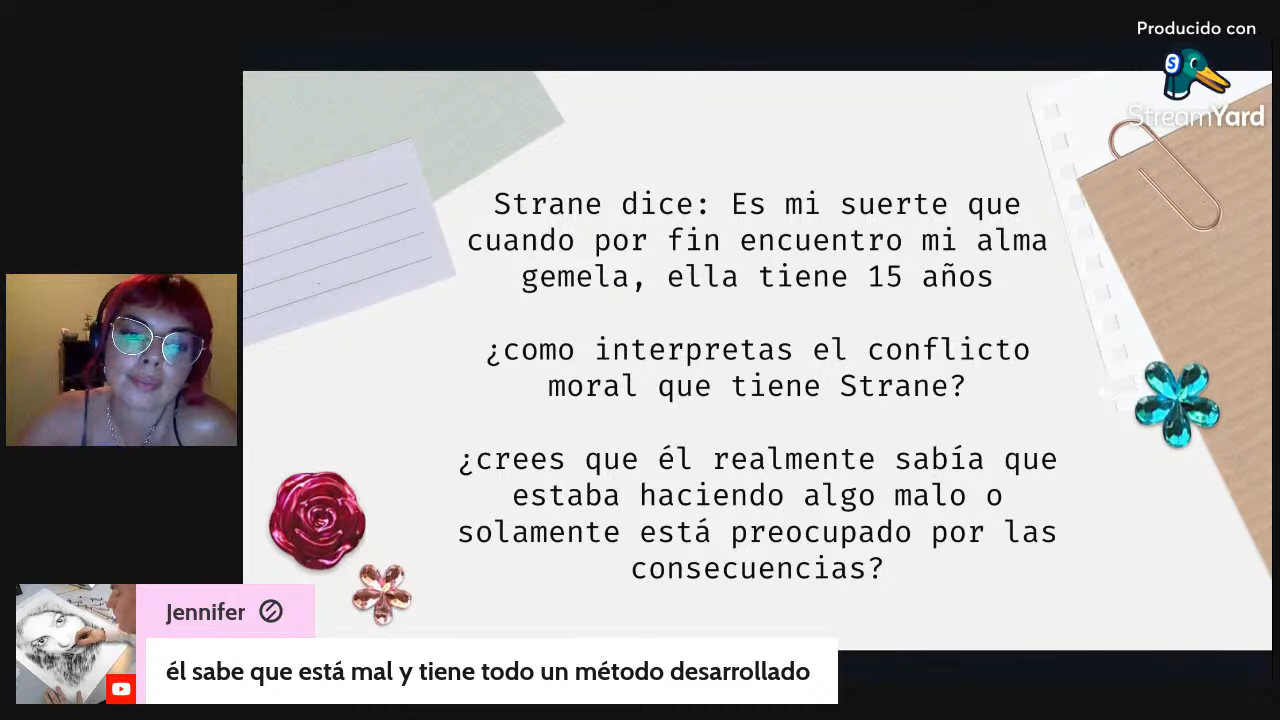 Producido con
S
StreamYard
Strane dice: Es mi suerte que
cuando por fin encuentro mi alma
gemela, ella tiene 15 años
¿como interpretas el conflicto
moral que tiene Strane?
¿crees que él realmente sabía que
estaba haciendo algo malo o
solamente está preocupado por las
consecuencias?
Jennifer
él sabe que está mal y tiene todo un método desarrollado